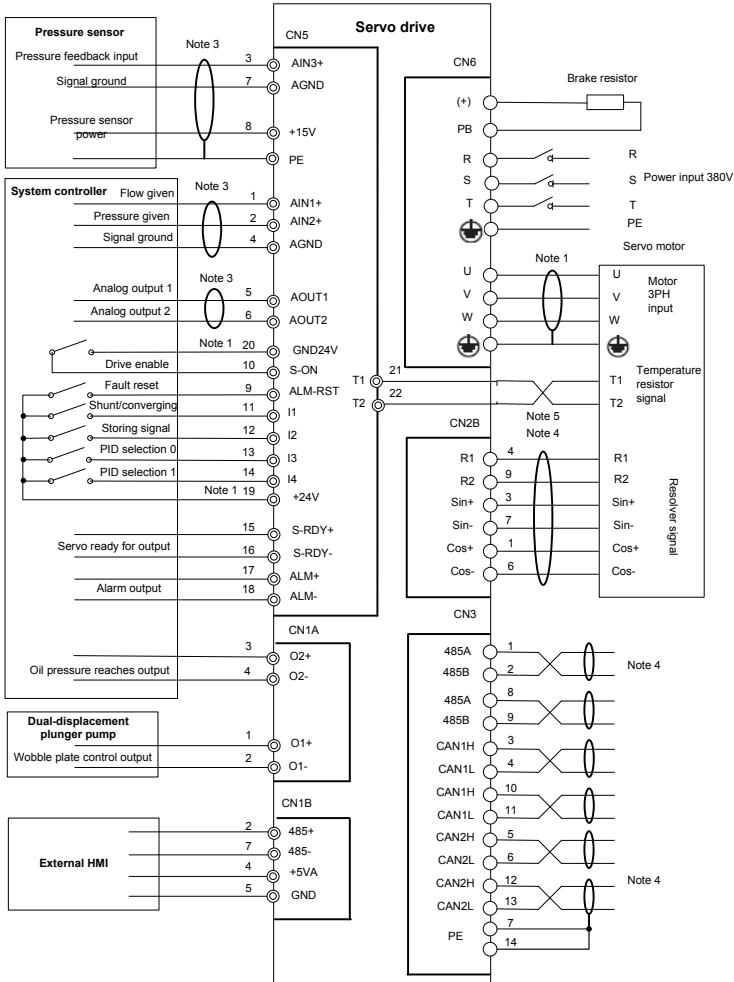 Servo drive
Pressure sensor
Note 3
CN5
Pressure feedback input
3
AIN3+
Signal ground
7
AGND
Pressure sensor
power
8
+15V
PE
System controller
Flow given
Note 3
1
AIN1+
Pressure given
2
AIN2+
Signal ground
4
AGND
Analog output 1
Note 3
5
AOUT1
Analog output 2
6
AOUT2
Note 1
20
GND24V
Drive enable
10
S-ON
Fault reset
9
ALM-RST
Shunt/converging
11
I1
Storing signal
12
I2
PID selection 0
13
I3
PID selection 1
14
I4
Note 1
19
+24V
15
S-RDY+
Servo ready for output
16
S-RDY-
17
ALM+
Alarm output
18
ALM-
CN1A
3
O2+
Oil pressure reaches output
4
O2-
Dual-displacement
plunger pump
1
O1+
Wobble plate control output
2
O1-
CN1B
External HMI
2
485+
7
485-
4
+5VA
5
GND
CN6
Brake resistor
(+)
PB
R
R
S
S
Power input 380V
T
T
PE
Servo motor
Note 1
U
U
Motor
3PH
input
V
V
W
W
T1
21
T1
Temperature
resistor
signal
T2
22
T2
Note 5
CN2B
Note 4
R1
4
R1
R2
9
R2
Sin+
3
Sin+
Sin-
7
Sin-
Cos+
1
Cos+
Cos-
6
Cos-
Resolver signal
CN3
485A
1
485B
2
Note 4
485A
8
485B
9
CAN1H
3
CAN1L
4
CAN1H
10
CAN1L
11
CAN2H
5
CAN2L
6
CAN2H
12
Note 4
CAN2L
13
PE
7
14